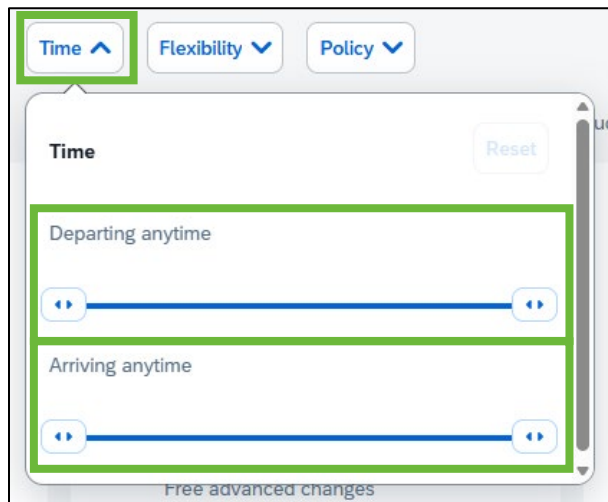 Time Flexibility Policy
Time Reset
Departing anytime
Arriving anytime
Free advanced changes